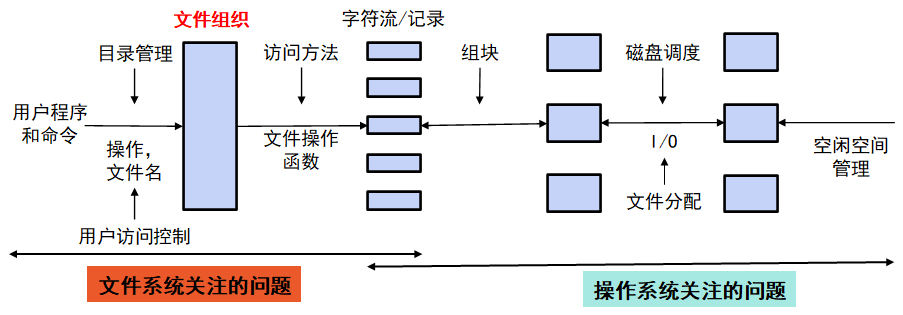 文件组织
字符流/记录
目录管理
访问方法
组块
磁盘调度
用户程序
和命令
操作,
文件名
文件操作
函数
I/O
空闲空间
管理
文件分配
用户访问控制
文件系统关注的问题
操作系统关注的问题